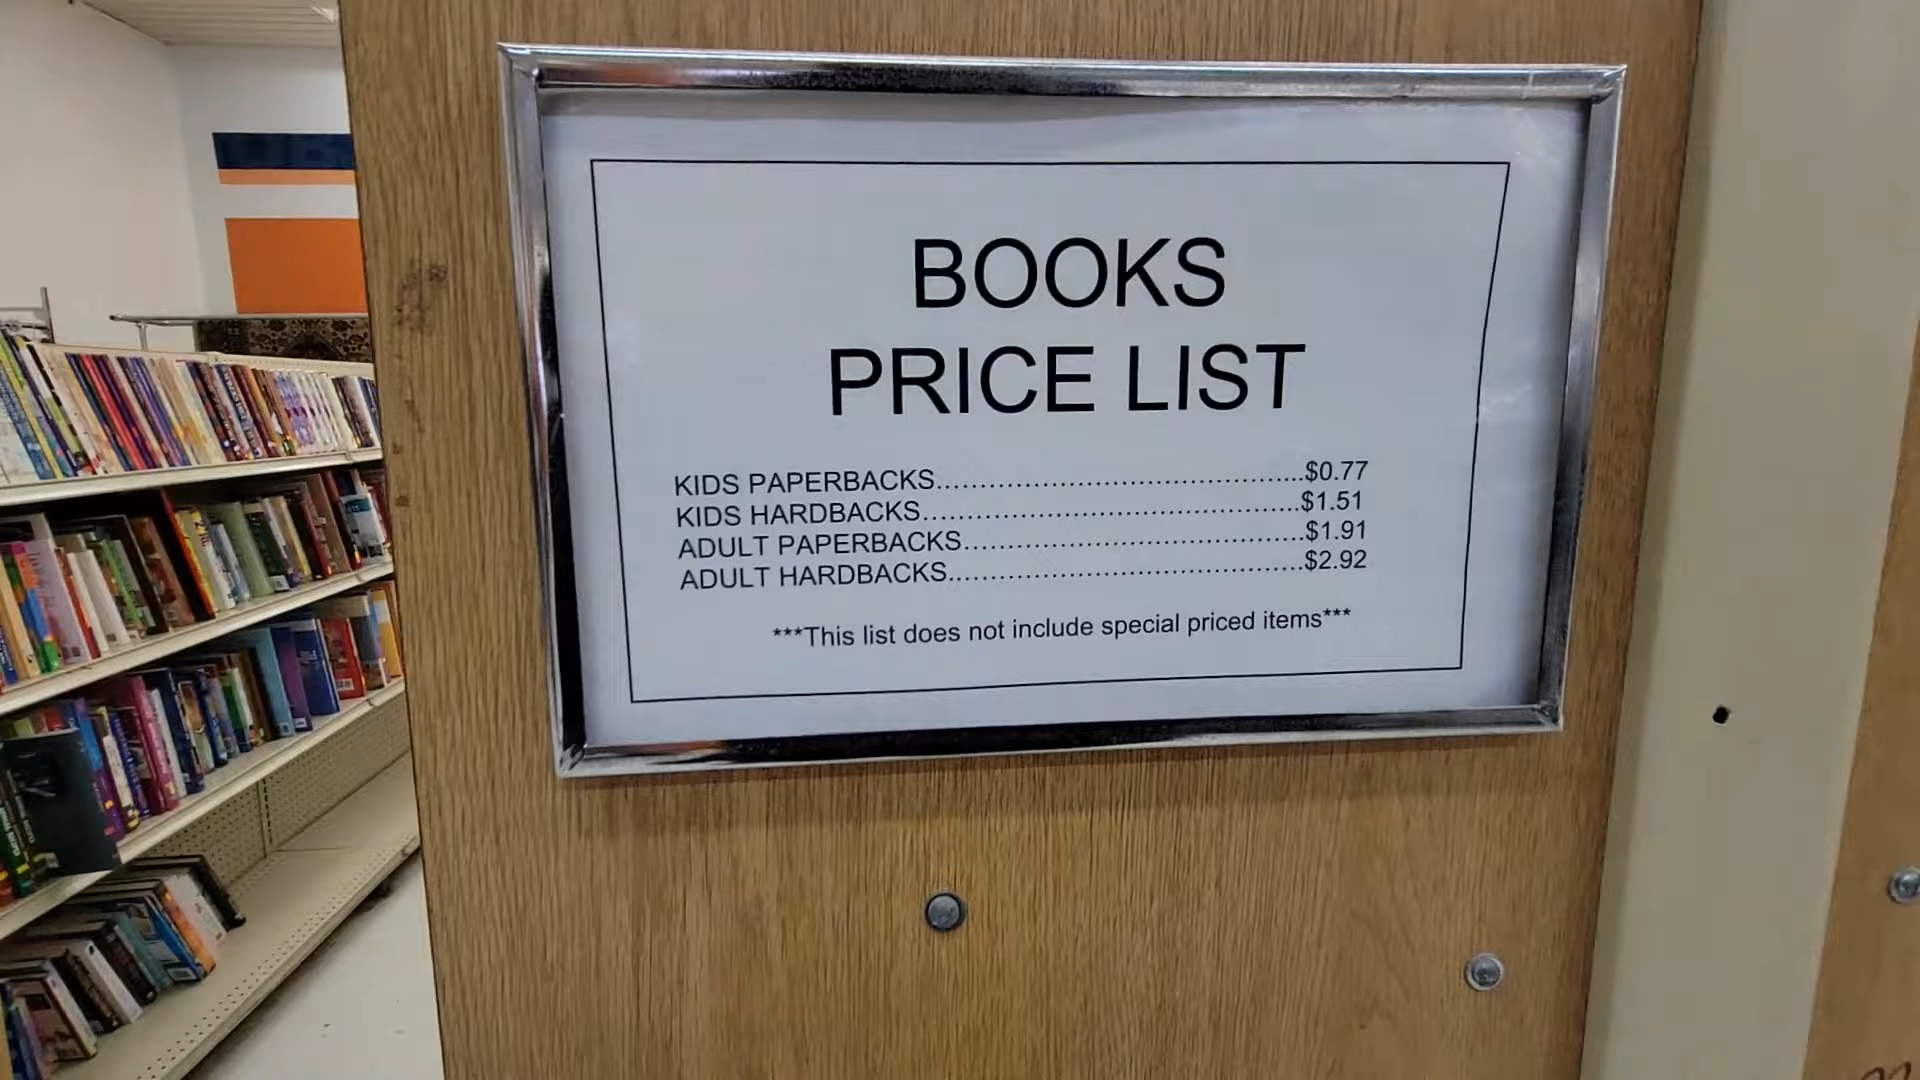 BOOKS
PRICE LIST
KIDS PAPERBACKS..........................................$0.77
KIDS HARDBACKS............................................$1.51
ADULT PAPERBACKS.......................................$1.91
ADULT HARDBACKS.........................................$2.92
***This list does not include special priced items***